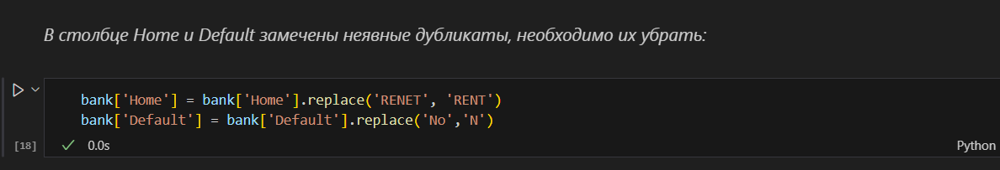 В столбце Home и Default замечены неявные дубликаты, необходимо их убрать:
bank['Home'] = bank['Home'].replace('RENET', 'RENT')
bank['Default'] = bank['Default'].replace('No','N')
[18]
0.0s
Python